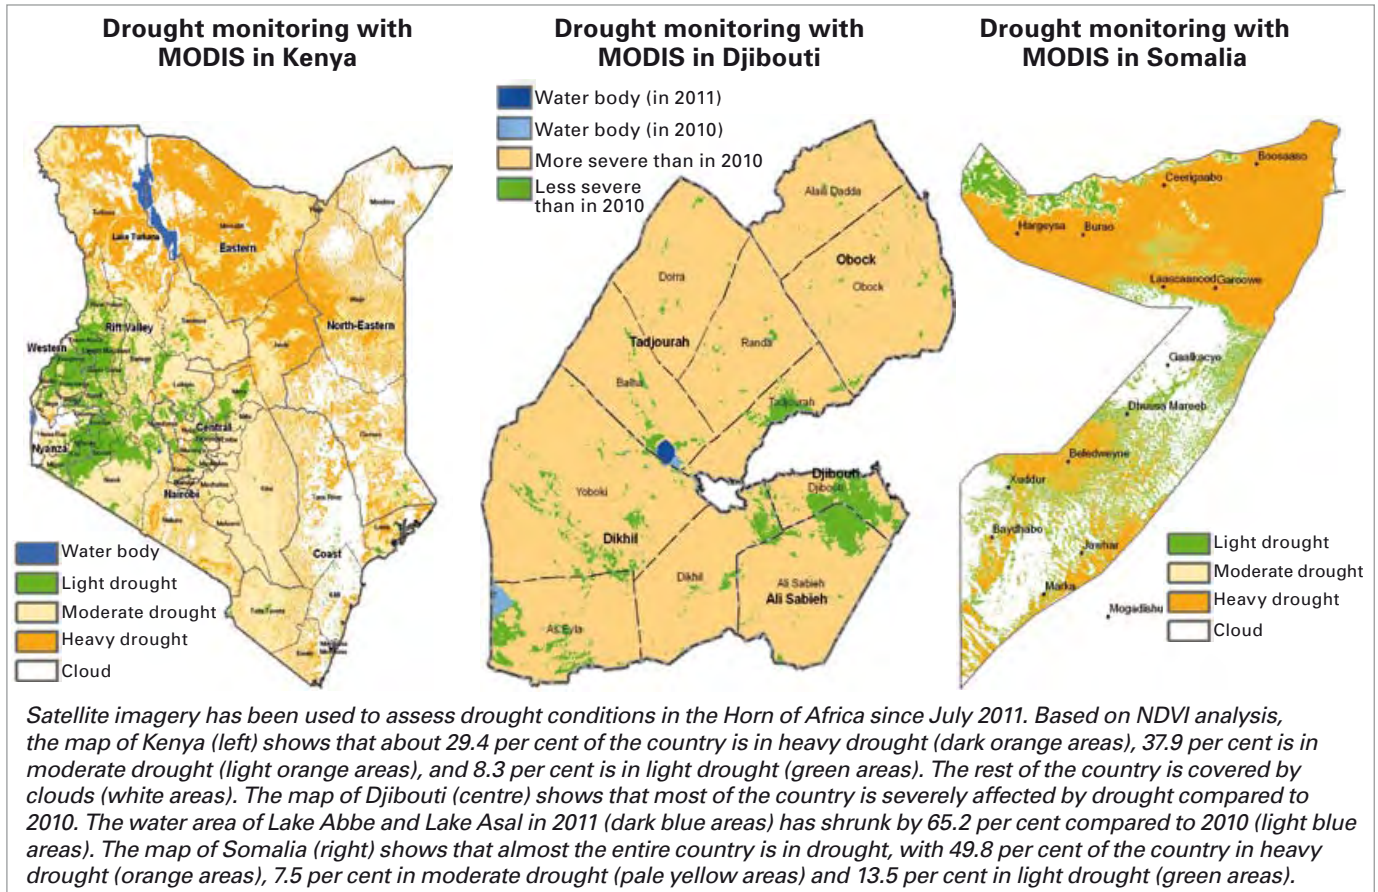 Drought monitoring with
MODIS in Kenya
Drought monitoring with
MODIS in Djibouti
Drought monitoring with
MODIS in Somalia
Lake Turkana
Eastern
North-Eastern
Rift Valley
Western
Central
Nyanza
Nairobi
Coast
Tana River
Water body
Light drought
Moderate drought
Heavy drought
Cloud
Water body (in 2011)
Water body (in 2010)
More severe than in 2010
Less severe
than in 2010
Alaili Dadda
Obock
Obock
Dorra
Tadjourah
Randa
Balha
Tadjourah
Djibouti
Yoboki
Dikhil
Dikhil
Ali Sabieh
Ali Sabieh
As Eyla
Boosaaso
Ceerigaabo
Hargeysa
Burao
Laascaancod
Garoowe
Gaalkacyo
Dhuusa Mareeb
Beledweyne
Xuddur
Baydhabo
Jawhar
Marka
Mogadishu
Light drought
Moderate drought
Heavy drought
Cloud
Satellite imagery has been used to assess drought conditions in the Horn of Africa since July 2011. Based on NDVI analysis,
the map of Kenya (left) shows that about 29.4 per cent of the country is in heavy drought (dark orange areas), 37.9 per cent is in
moderate drought (light orange areas), and 8.3 per cent is in light drought (green areas). The rest of the country is covered by
clouds (white areas). The map of Djibouti (centre) shows that most of the country is severely affected by drought compared to
2010. The water area of Lake Abbe and Lake Asal in 2011 (dark blue areas) has shrunk by 65.2 per cent compared to 2010 (light blue
areas). The map of Somalia (right) shows that almost the entire country is in drought, with 49.8 per cent of the country in heavy
drought (orange areas), 7.5 per cent in moderate drought (pale yellow areas) and 13.5 per cent in light drought (green areas).